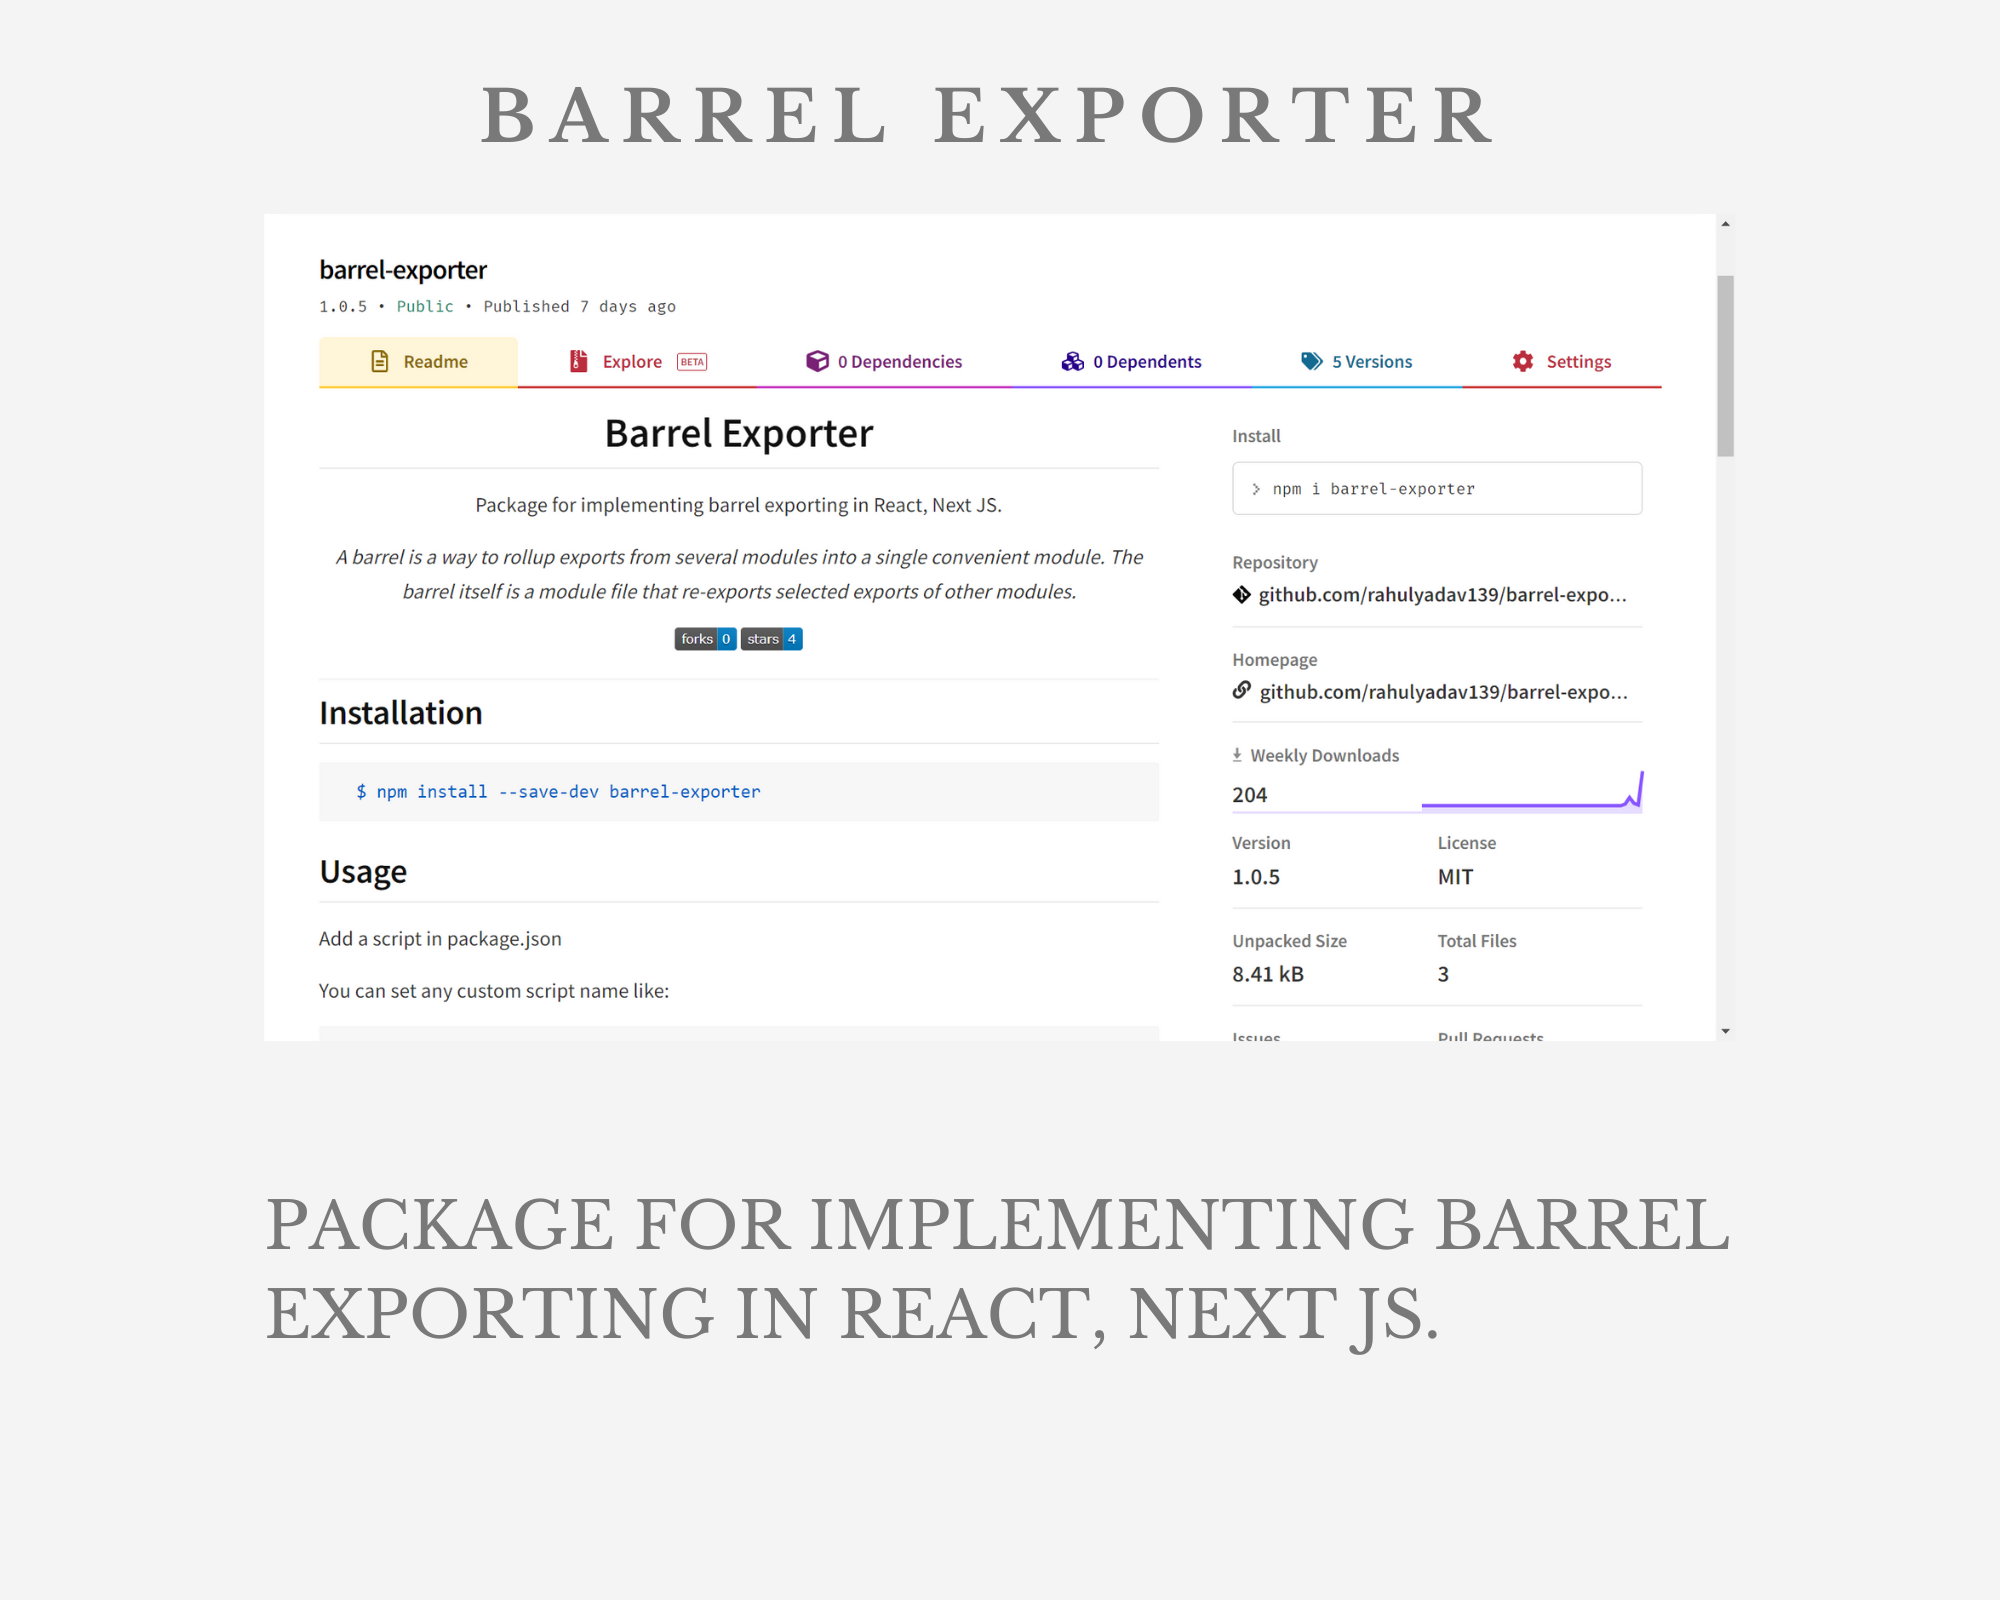 BARREL EXPORTER
barrel-exporter
1.0.5 • Public • Published 7 days ago
Readme
Explore BETA
0 Dependencies
0 Dependents
5 Versions
Settings
Barrel Exporter
Package for implementing barrel exporting in React, Next JS.
A barrel is a way to rollup exports from several modules into a single convenient module. The
barrel itself is a module file that re-exports selected exports of other modules.
forks 0 stars 4
Installation
$ npm install --save-dev barrel-exporter
Usage
Add a script in package.json
You can set any custom script name like:
Install
> npm i barrel-exporter
Repository
github.com/rahulyadav139/barrel-expo...
Homepage
github.com/rahulyadav139/barrel-expo...
Weekly Downloads
204
Version License
1.0.5 MIT
Unpacked Size Total Files
8.41 kB 3
Issues Pull Requests
PACKAGE FOR IMPLEMENTING BARREL
EXPORTING IN REACT, NEXT JS.